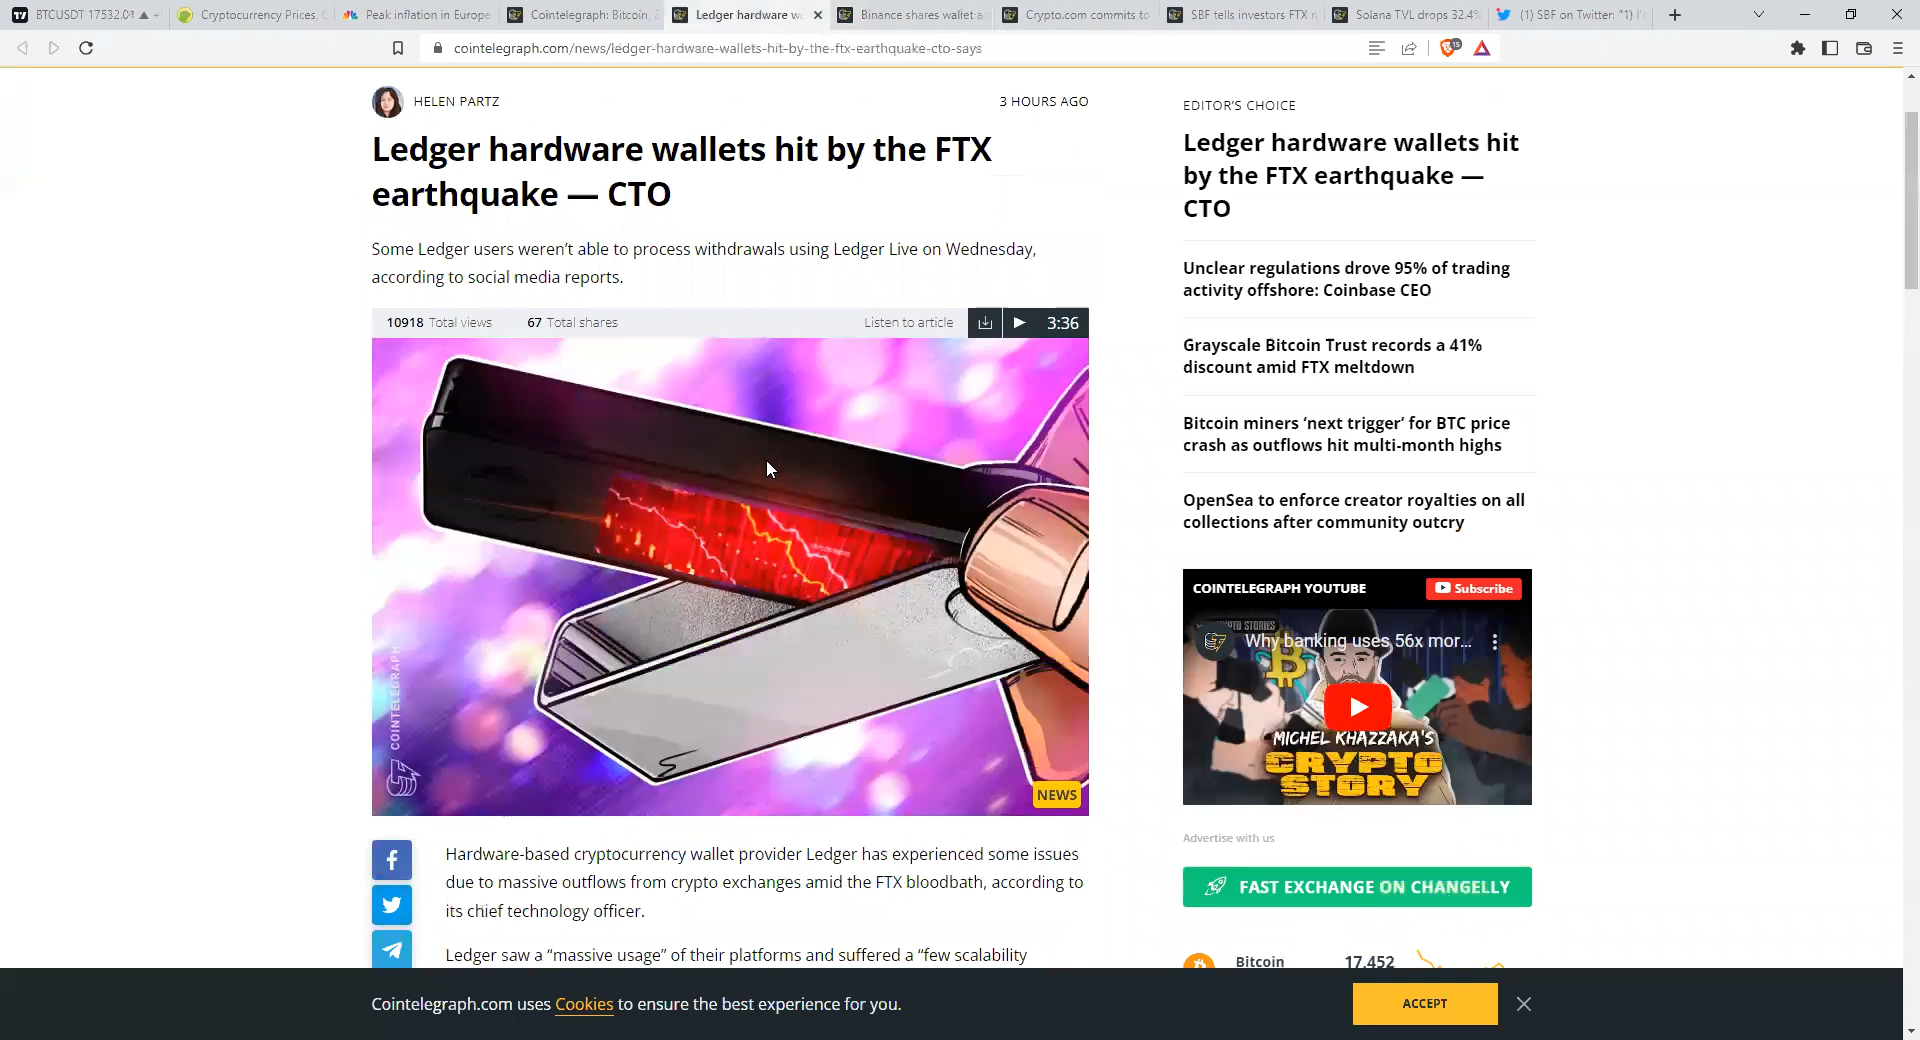 BTCUSDT 17532.01 ▲ +
Cryptocurrency Prices, C
Peak inflation in Europe
Cointelegraph: Bitcoin, E
Ledger hardware wa
Binance shares wallet a
Crypto.com commits to
SBF tells investors FTX n
Solana TVL drops 32.4%
(1) SBF on Twitter: "1) I'm
cointelegraph.com/news/ledger-hardware-wallets-hit-by-the-ftx-earthquake-cto-says
15
HELEN PARTZ
3 HOURS AGO
Ledger hardware wallets hit by the FTX
earthquake — CTO
Some Ledger users weren't able to process withdrawals using Ledger Live on Wednesday,
according to social media reports.
10918 Total views
67 Total shares
Listen to article
3:36
COINTELEGRAPH
NEWS
Hardware-based cryptocurrency wallet provider Ledger has experienced some issues
due to massive outflows from crypto exchanges amid the FTX bloodbath, according to
its chief technology officer.
Ledger saw a “massive usage” of their platforms and suffered a “few scalability
EDITOR'S CHOICE
Ledger hardware wallets hit
by the FTX earthquake —
CTO
Unclear regulations drove 95% of trading
activity offshore: Coinbase CEO
Grayscale Bitcoin Trust records a 41%
discount amid FTX meltdown
Bitcoin miners ‘next trigger’ for BTC price
crash as outflows hit multi-month highs
OpenSea to enforce creator royalties on all
collections after community outcry
COINTELEGRAPH YOUTUBE
Subscribe
CRYPTO STORIES
Why banking uses 56x mor...
MICHEL KHAZZAKA'S
CRYPTO
STORY
Advertise with us
FAST EXCHANGE ON CHANGELLY
Bitcoin 17,452
Cointelegraph.com uses Cookies to ensure the best experience for you.
ACCEPT